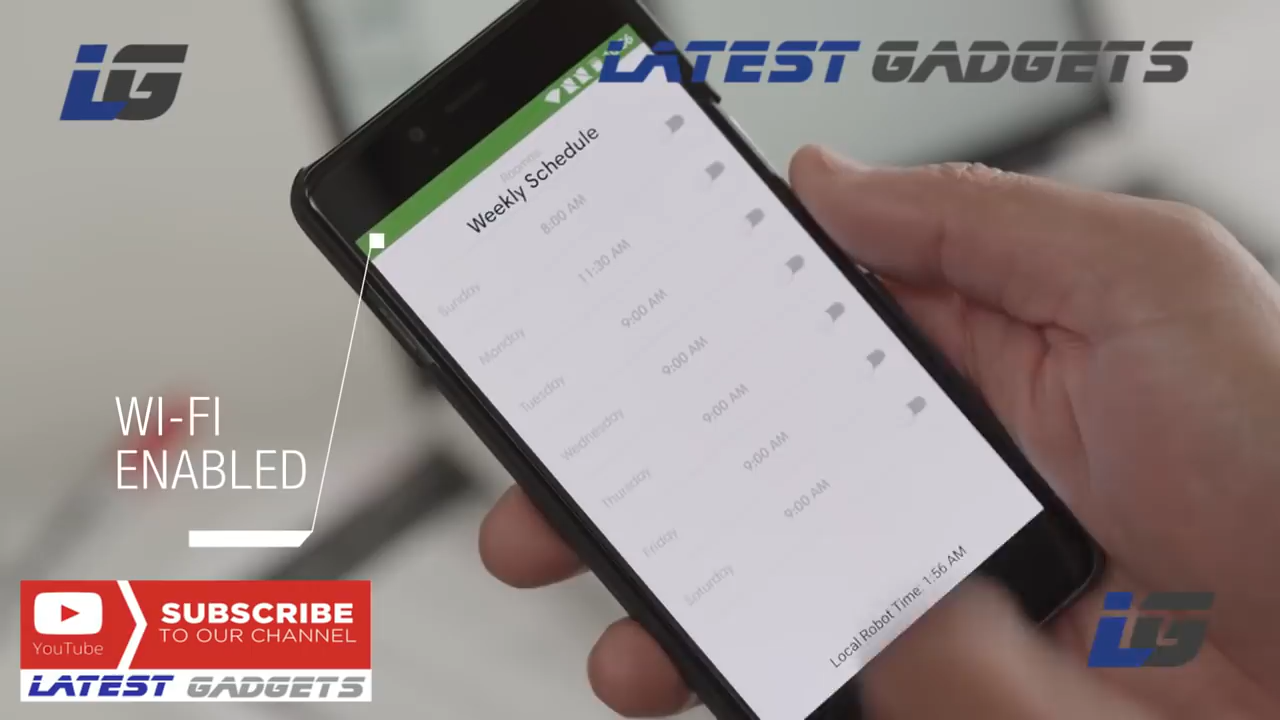 LG
LATEST GADGETS
Roomba
Weekly Schedule
Sunday 8:00 AM
Monday 11:30 AM
Tuesday 9:00 AM
Wednesday 9:00 AM
Thursday 9:00 AM
Friday 9:00 AM
Saturday 9:00 AM
Local Robot Time: 1:56 AM
WI-FI
ENABLED
YouTube
SUBSCRIBE
TO OUR CHANNEL
LATEST GADGETS
LG